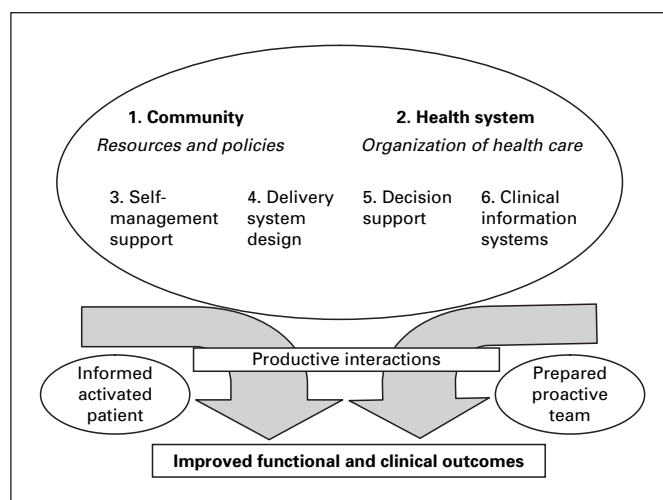 1. Community
2. Health system
Resources and policies
Organization of health care
3. Self-
management
support
4. Delivery
system
design
5. Decision
support
6. Clinical
information
systems
Productive interactions
Informed
activated
patient
Prepared
proactive
team
Improved functional and clinical outcomes